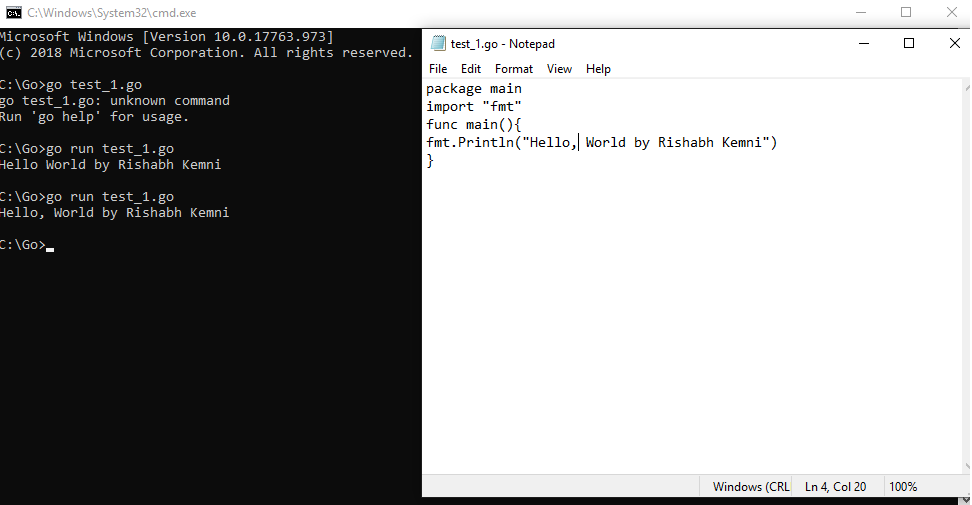 C:\Windows\System32\cmd.exe
Microsoft Windows [Version 10.0.17763.973]
(c) 2018 Microsoft Corporation. All rights reserved.
C:\Go>go test_1.go
go test_1.go: unknown command
Run 'go help' for usage.
C:\Go>go run test_1.go
Hello World by Rishabh Kemni
C:\Go>go run test_1.go
Hello, World by Rishabh Kemni
C:\Go>
test_1.go - Notepad
File Edit Format View Help
package main
import "fmt"
func main(){
fmt.Println("Hello, World by Rishabh Kemni")
}
Windows (CRL Ln 4, Col 20 100%